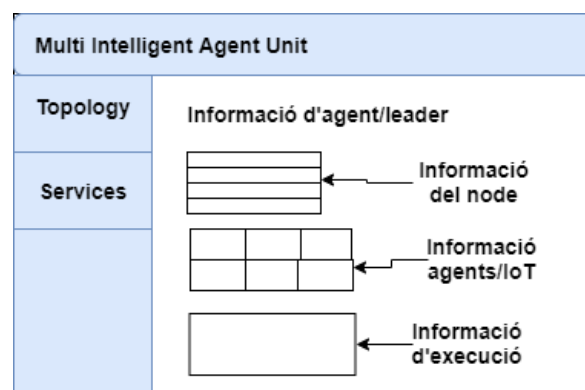 Multi Intelligent Agent Unit
Topology
Services
Informació d'agent/leader
Informació
del node
Informació
agents/IoT
Informació
d'execució